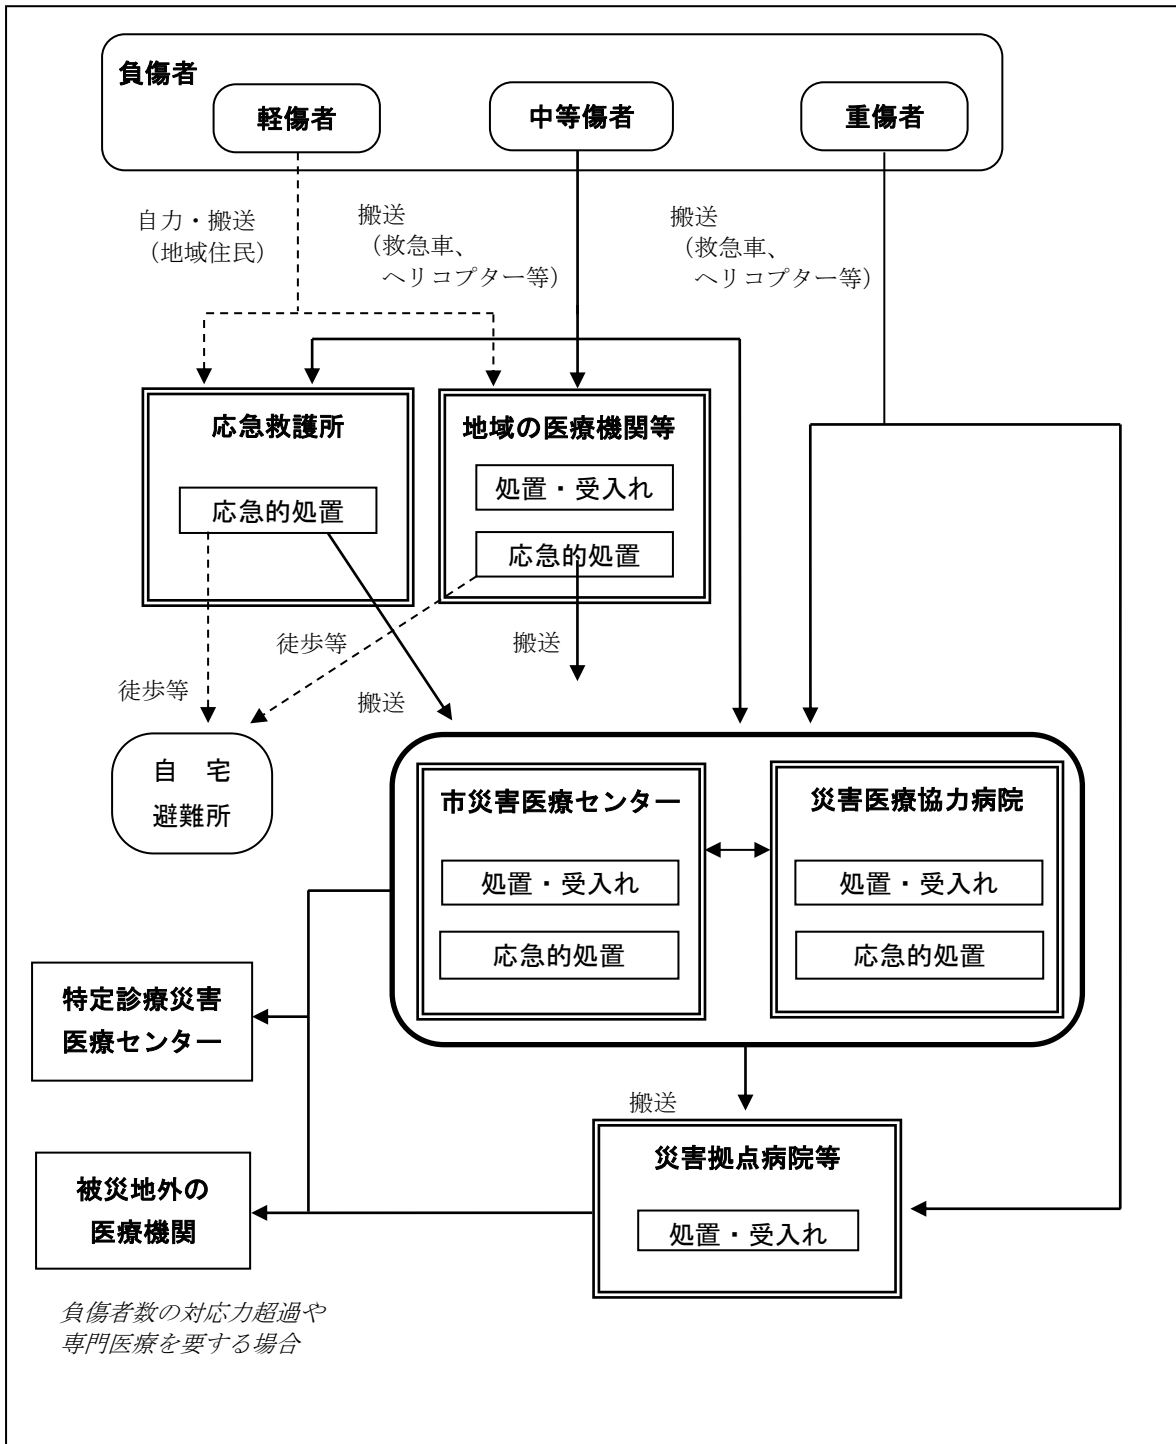 負傷者
軽傷者
中等傷者
重傷者
自力・搬送
（地域住民）
搬送
（救急車、
ヘリコプター等）
搬送
（救急車、
ヘリコプター等）
応急救護所
応急的処置
地域の医療機関等
処置・受入れ
応急的処置
徒歩等
搬送
徒歩等
搬送
自　宅
避難所
市災害医療センター
処置・受入れ
応急的処置
災害医療協力病院
処置・受入れ
応急的処置
特定診療災害
医療センター
搬送
災害拠点病院等
処置・受入れ
被災地外の
医療機関
負傷者数の対応力超過や
専門医療を要する場合